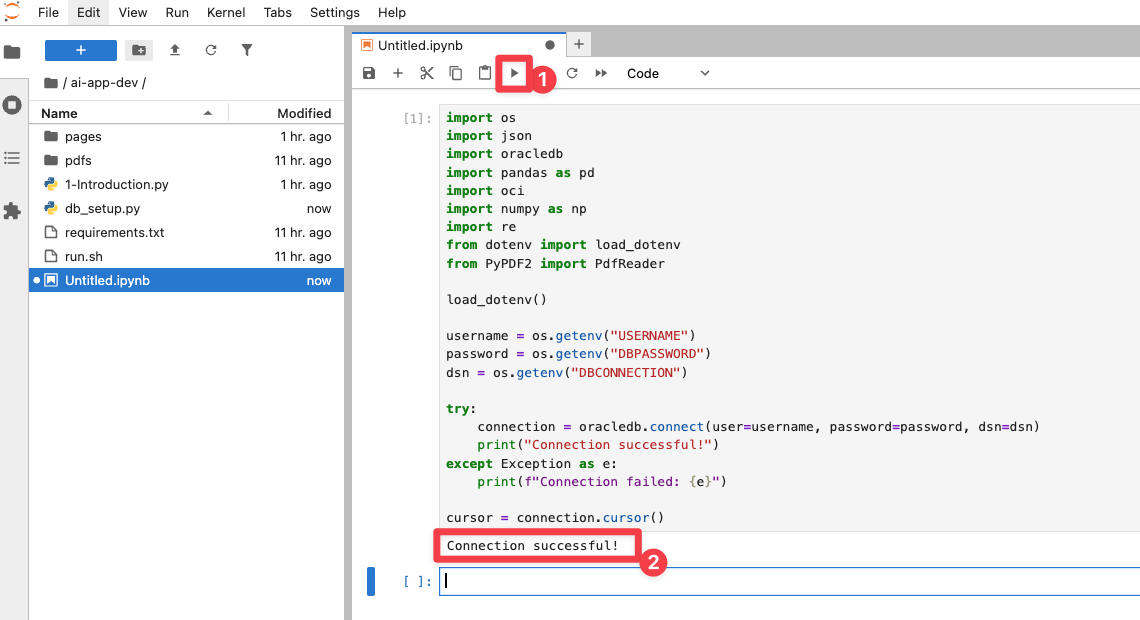 File Edit View Run Kernel Tabs Settings Help
+
/ ai-app-dev /
Name Modified
pages 1 hr. ago
pdfs 11 hr. ago
1-Introduction.py 1 hr. ago
db_setup.py now
requirements.txt 11 hr. ago
run.sh 11 hr. ago
Untitled.ipynb now
Untitled.ipynb
+
1
Code
[1]:
import os
import json
import oracledb
import pandas as pd
import oci
import numpy as np
import re
from dotenv import load_dotenv
from PyPDF2 import PdfReader
load_dotenv()
username = os.getenv("USERNAME")
password = os.getenv("DBPASSWORD")
dsn = os.getenv("DBCONNECTION")
try:
    connection = oracledb.connect(user=username, password=password, dsn=dsn)
    print("Connection successful!")
except Exception as e:
    print(f"Connection failed: {e}")
cursor = connection.cursor()
Connection successful!
2
[ ]: